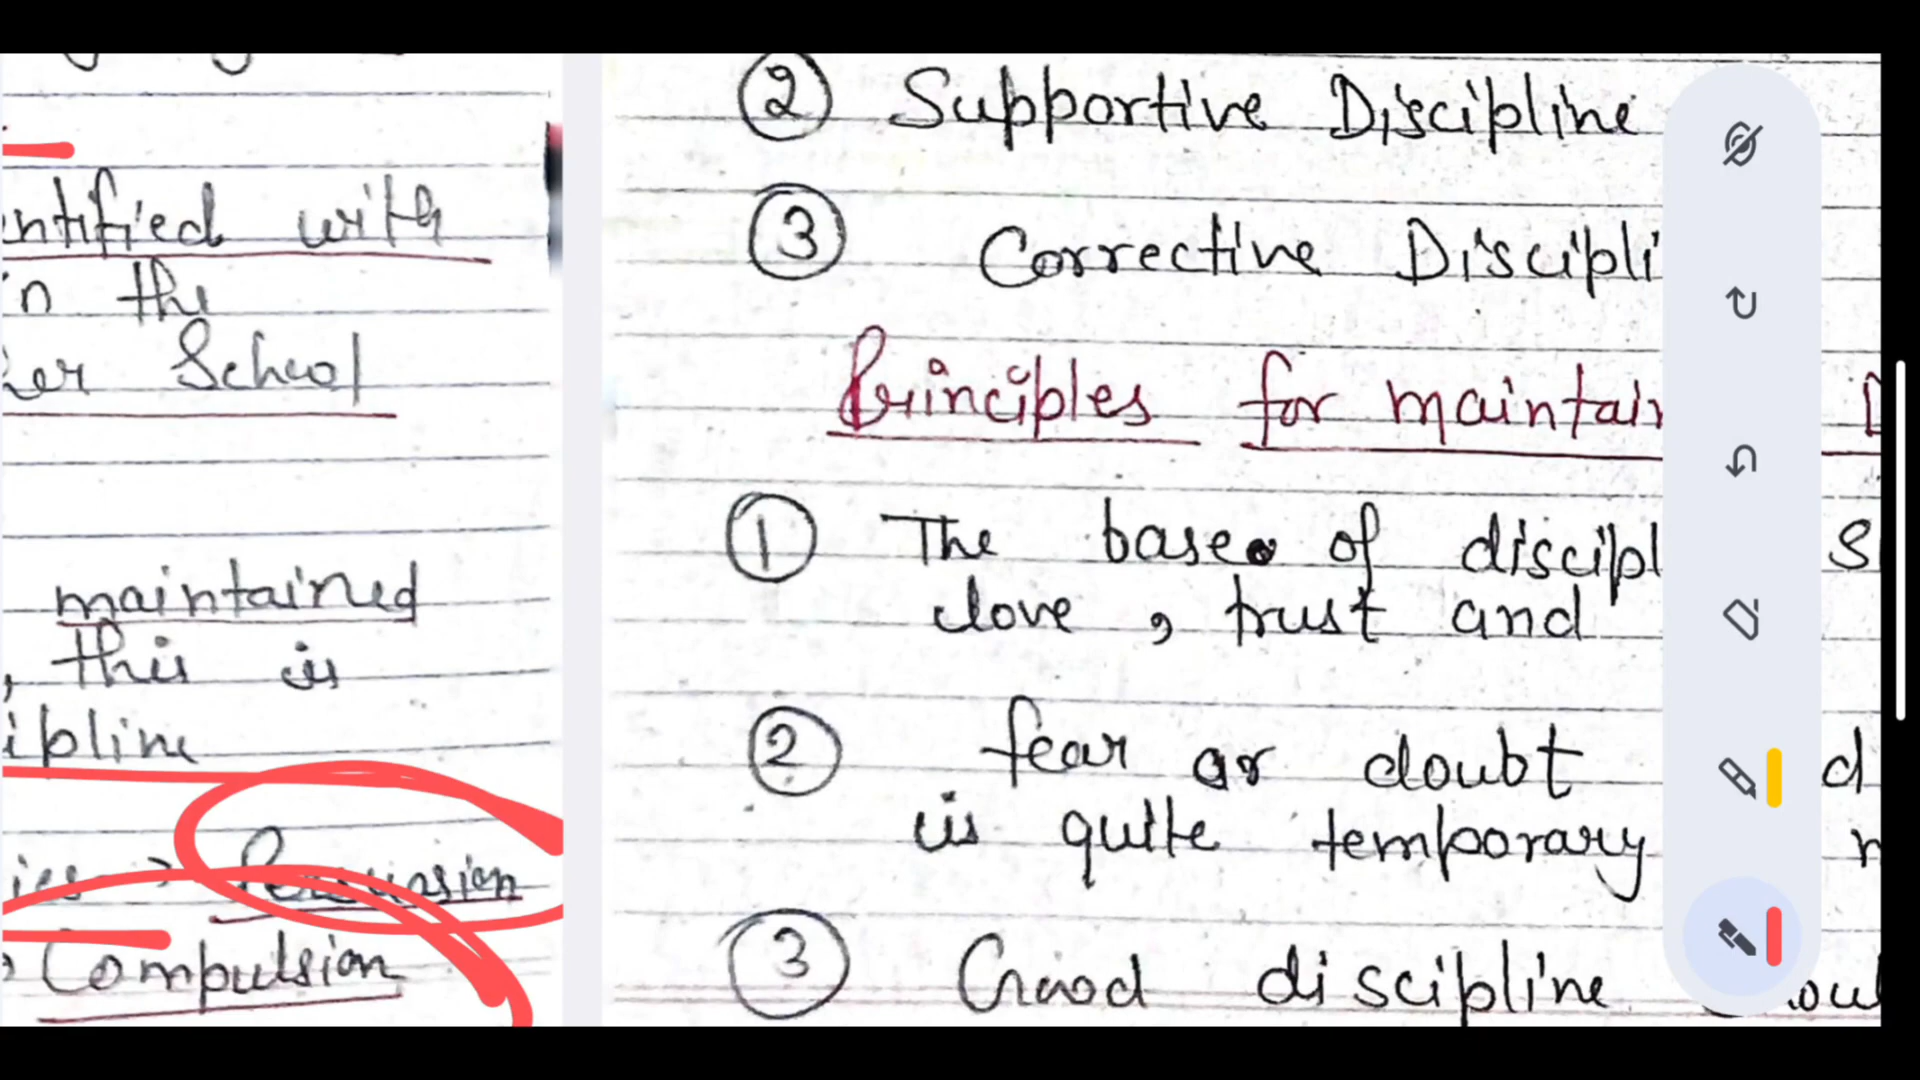 ntified with
n the
er School
maintained
, this is
ipline
ies → Persuasion
Compulsion
② Supportive Discipline
③ Corrective Discipli
Principles for maintain D
① The base of discipl S
love , trust and
② fear or doubt d
is quite temporary n
③ Good discipline oul